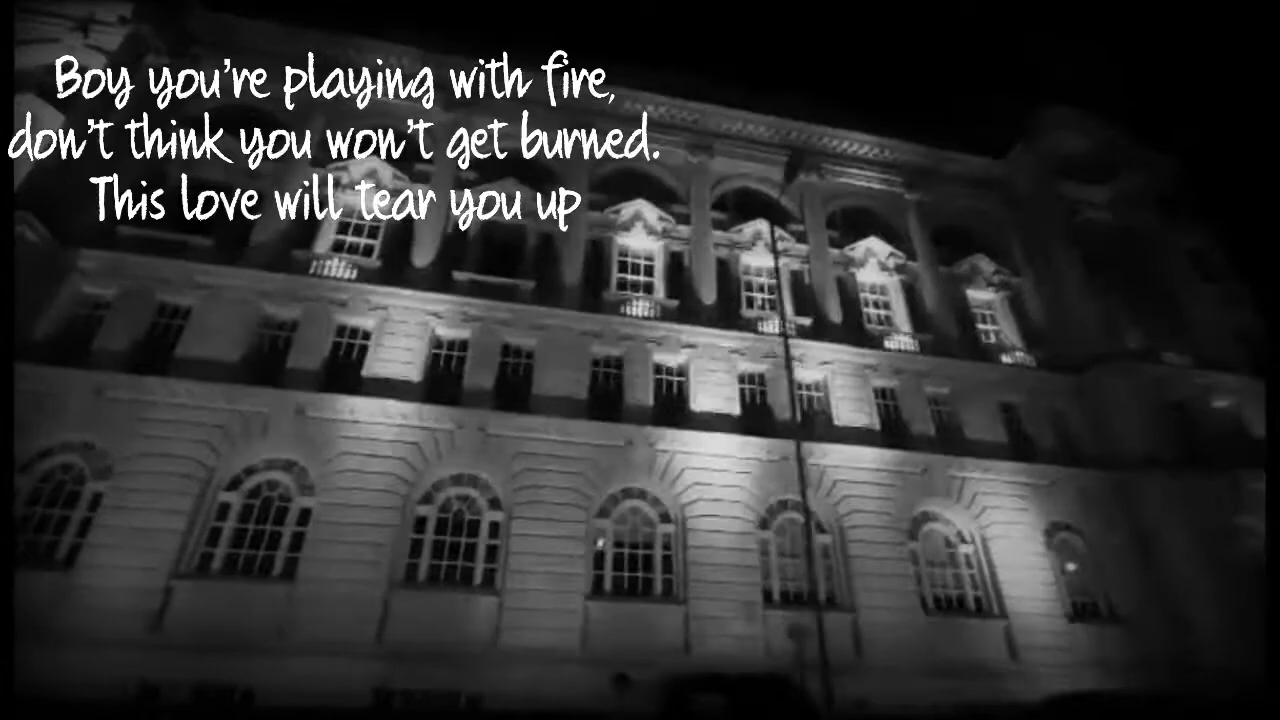 Boy you're playing with fire,
don't think you won't get burned.
This love will tear you up